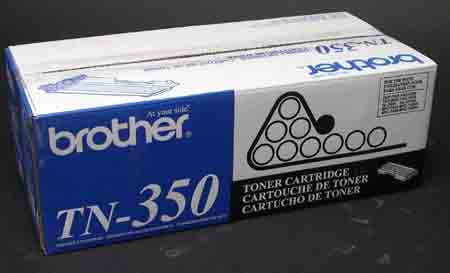 TN-350 brother
At your side.
brother
TN-350
TONER CARTRIDGE
CARTOUCHE DE TONER
CARTUCHO DE TONER